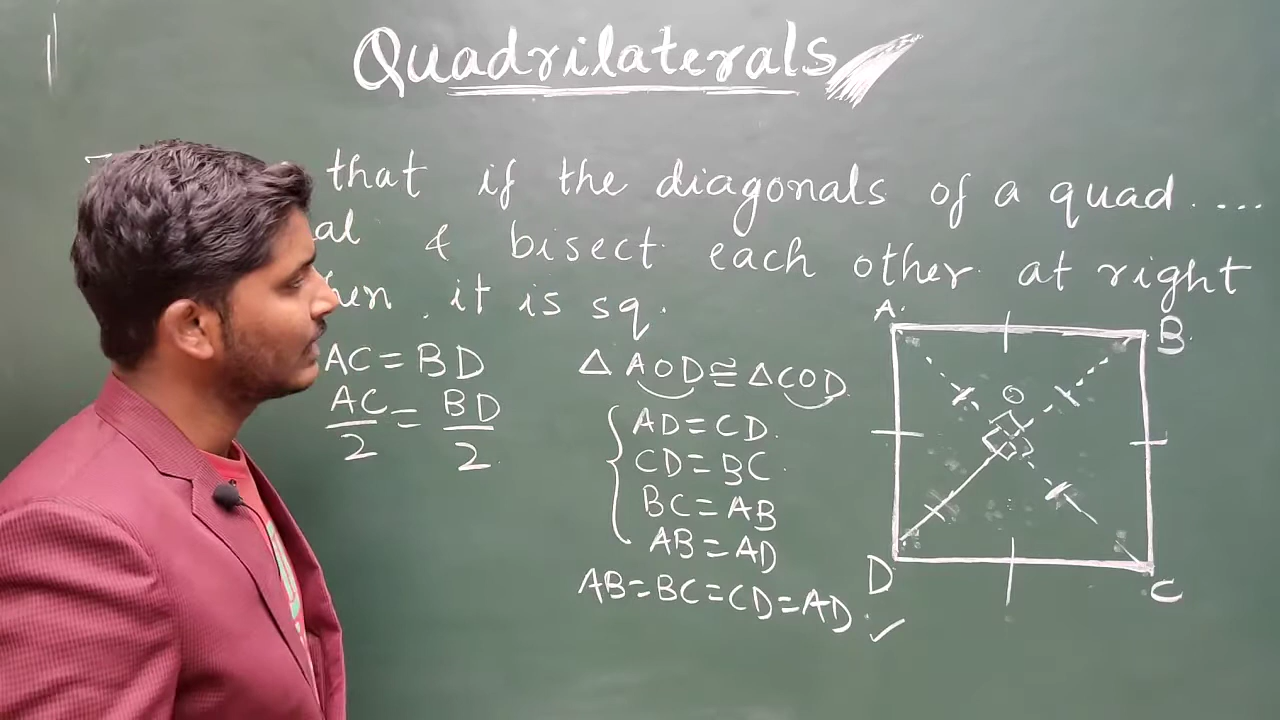 Quadrilaterals
that if the diagonals of a quad....
al & bisect each other at right
it is sq.
AC = BD
AC/2 = BD/2
△ AOD ≅ △ COD
AD = CD
CD = BC
BC = AB
AB = AD
AB = BC = CD = AD ✓
A
B
O
D
C